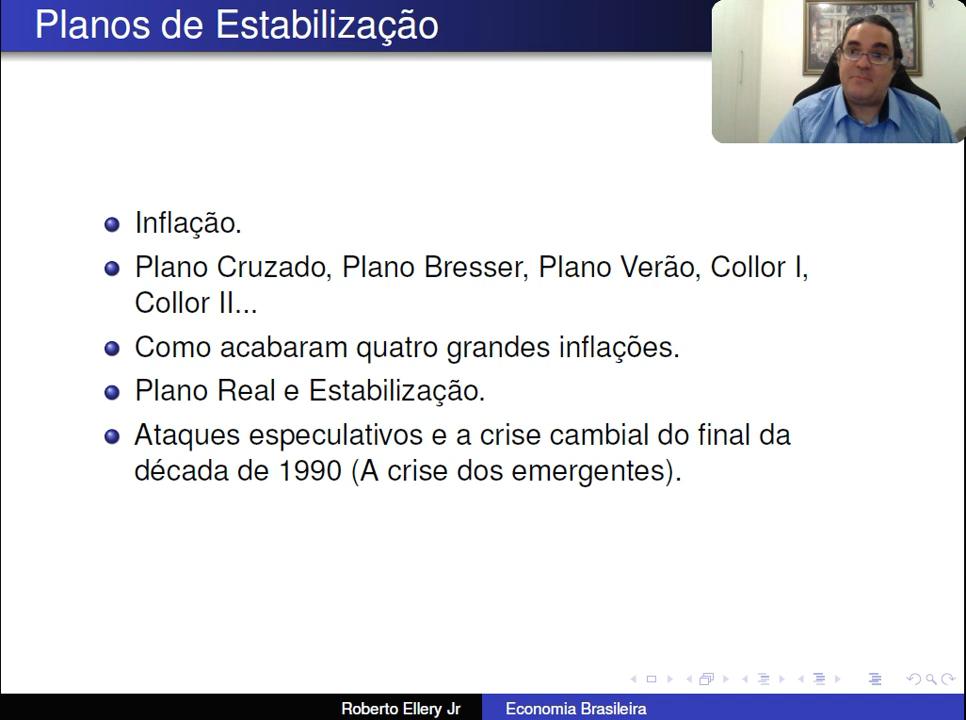 Planos de Estabilização
Inflação.
Plano Cruzado, Plano Bresser, Plano Verão, Collor I,
Collor II...
Como acabaram quatro grandes inflações.
Plano Real e Estabilização.
Ataques especulativos e a crise cambial do final da
década de 1990 (A crise dos emergentes).
Roberto Ellery Jr Economia Brasileira